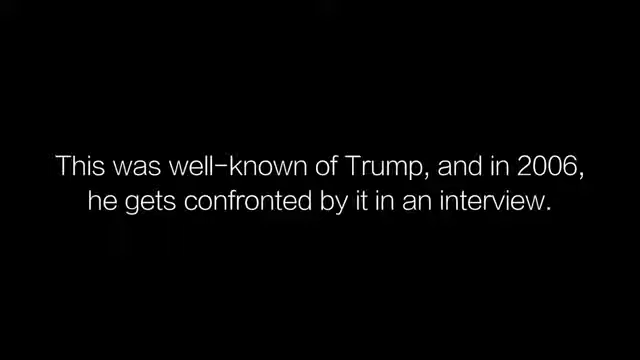 This was well-known of Trump, and in 2006,
he gets confronted by it in an interview.